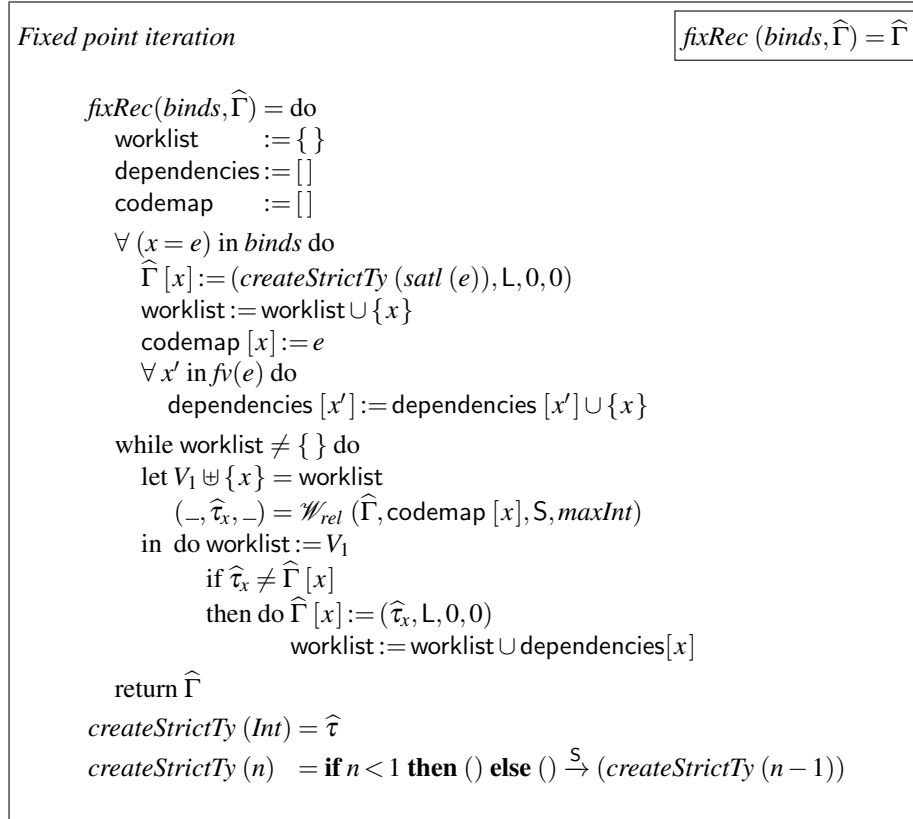 Fixed point iteration
fixRec (binds, Γ̂) = Γ̂
fixRec(binds, Γ̂) = do
worklist := { }
dependencies := [ ]
codemap := [ ]
∀ (x = e) in binds do
Γ̂ [x] := (createStrictTy (satl (e)), L, 0, 0)
worklist := worklist ∪ {x}
codemap [x] := e
∀ x′ in fv(e) do
dependencies [x′] := dependencies [x′] ∪ {x}
while worklist ≠ { } do
let V₁ ⊎ {x} = worklist
(_, τ̂ₓ, _) = 𝒲rel (Γ̂, codemap [x], S, maxInt)
in do worklist := V₁
if τ̂ₓ ≠ Γ̂ [x]
then do Γ̂ [x] := (τ̂ₓ, L, 0, 0)
worklist := worklist ∪ dependencies[x]
return Γ̂
createStrictTy (Int) = τ̂
createStrictTy (n) = if n < 1 then () else () →S (createStrictTy (n − 1))